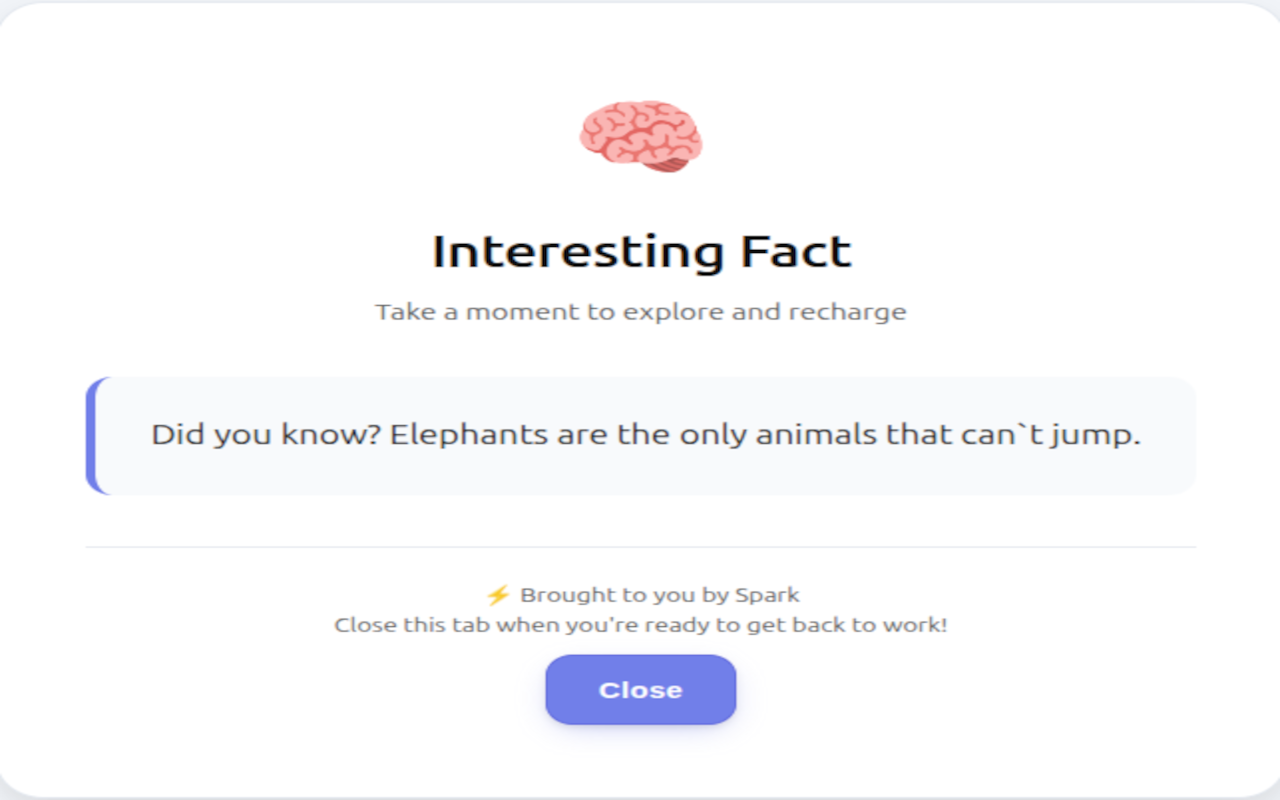 Interesting Fact
Take a moment to explore and recharge
Did you know? Elephants are the only animals that can`t jump.
⚡ Brought to you by Spark
Close this tab when you're ready to get back to work!
Close